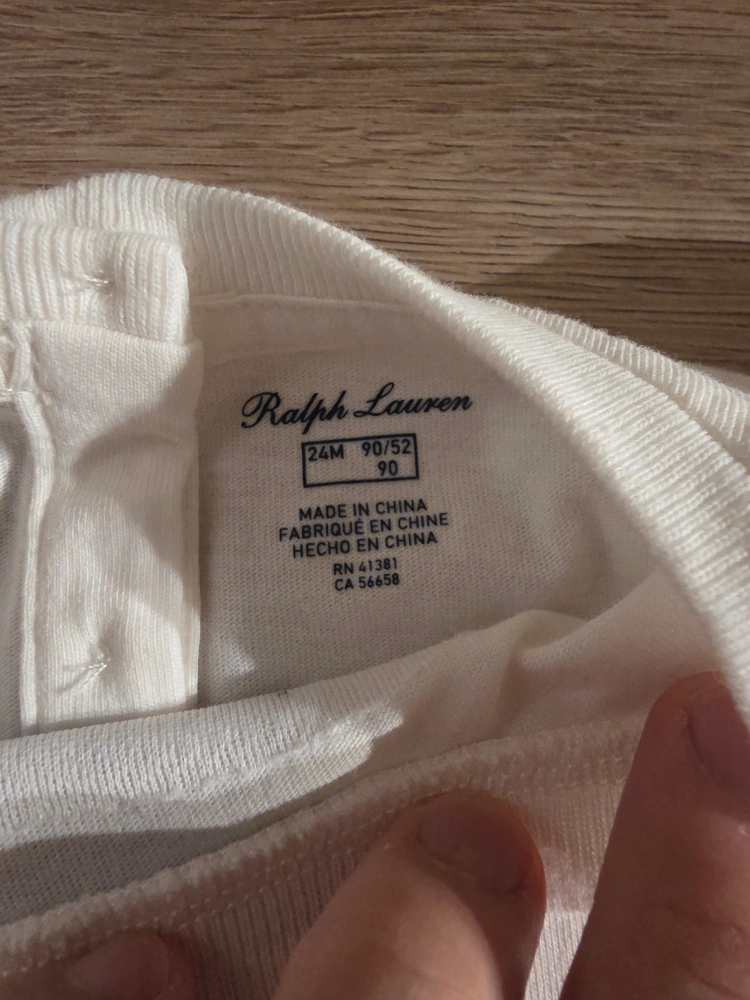 Ralph Lauren
24M 90/52
90
MADE IN CHINA
FABRIQUÉ EN CHINE
HECHO EN CHINA
RN 41381
CA 56658